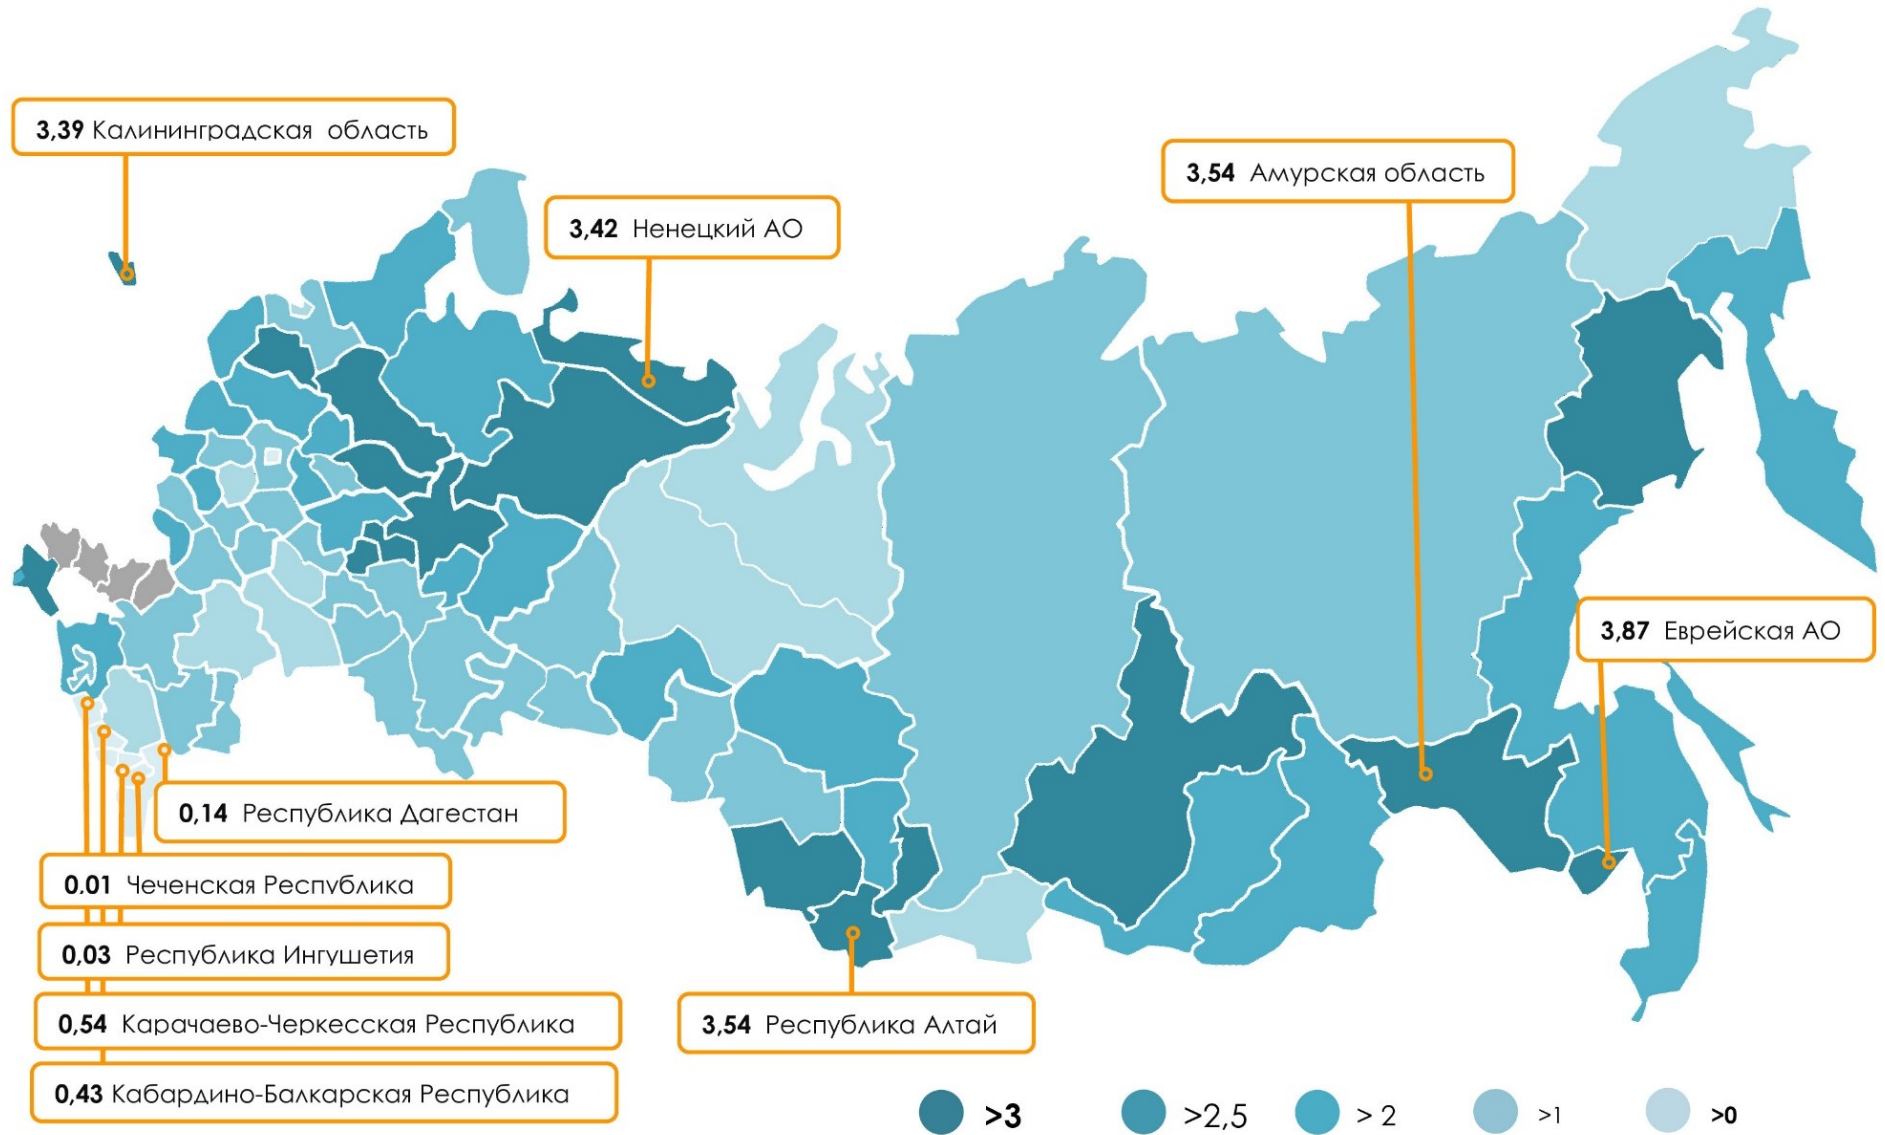 3,39 Калининградская область
3,54 Амурская область
3,42 Ненецкий АО
3,87 Еврейская АО
0,14 Республика Дагестан
0,01 Чеченская Республика
0,03 Республика Ингушетия
0,54 Карачаево-Черкесская Республика
3,54 Республика Алтай
0,43 Кабардино-Балкарская Республика
>3 >2,5 > 2 >1 >0